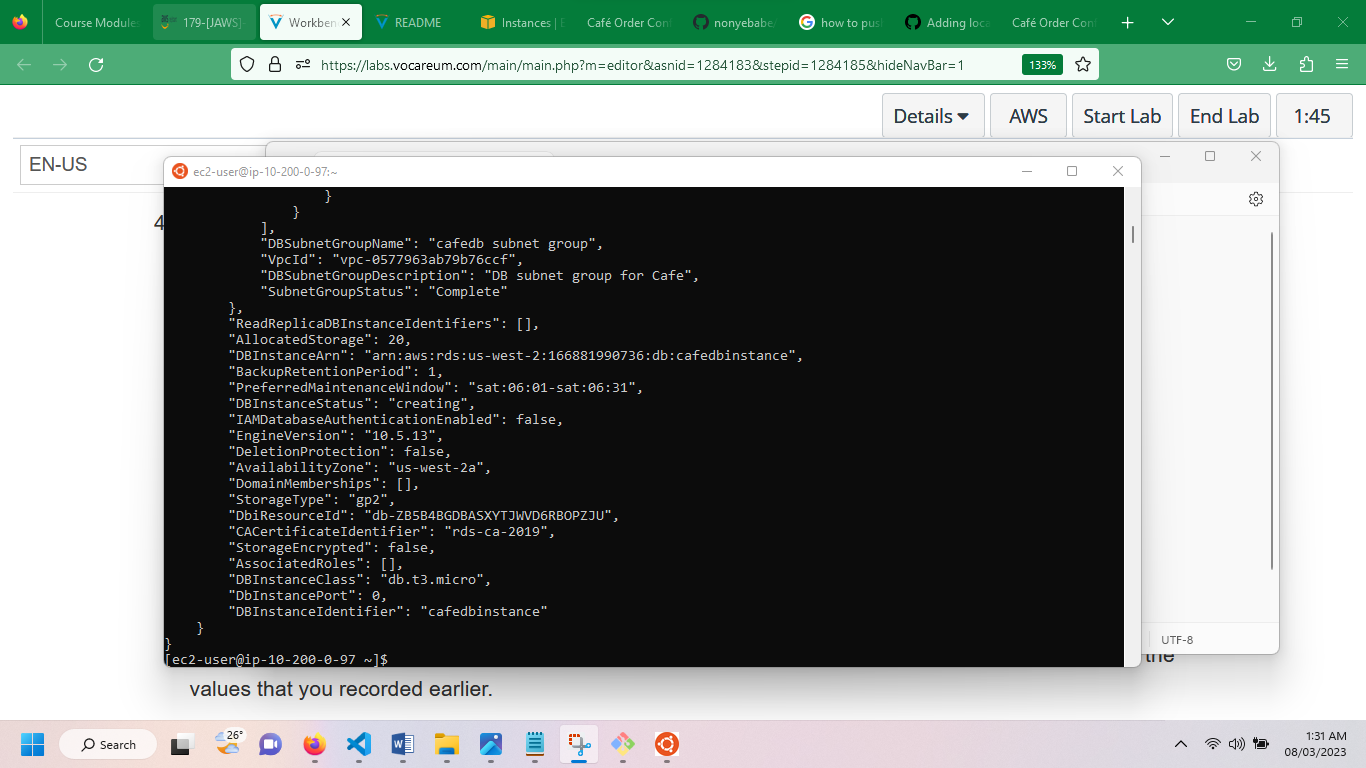 Course Module
179-[JAWS]-
Workben
README
Instances | E
Café Order Con
nonyebabe/
how to pus
Adding loca
Café Order Con
https://labs.vocareum.com/main/main.php?m=editor&asnid=1284183&stepid=1284185&hideNavBar=1
133%
Details
AWS
Start Lab
End Lab
1:45
EN-US
4
ec2-user@ip-10-200-0-97:~
}
}
],
"DBSubnetGroupName": "cafedb subnet group",
"VpcId": "vpc-0577963ab79b76ccf",
"DBSubnetGroupDescription": "DB subnet group for Cafe",
"SubnetGroupStatus": "Complete"
},
"ReadReplicaDBInstanceIdentifiers": [],
"AllocatedStorage": 20,
"DBInstanceArn": "arn:aws:rds:us-west-2:166881990736:db:cafedbinstance",
"BackupRetentionPeriod": 1,
"PreferredMaintenanceWindow": "sat:06:01-sat:06:31",
"DBInstanceStatus": "creating",
"IAMDatabaseAuthenticationEnabled": false,
"EngineVersion": "10.5.13",
"DeletionProtection": false,
"AvailabilityZone": "us-west-2a",
"DomainMemberships": [],
"StorageType": "gp2",
"DbiResourceId": "db-ZB5B4BGDBASXYTJWVD6RBOPZJU",
"CACertificateIdentifier": "rds-ca-2019",
"StorageEncrypted": false,
"AssociatedRoles": [],
"DBInstanceClass": "db.t3.micro",
"DbInstancePort": 0,
"DBInstanceIdentifier": "cafedbinstance"
}
}
[ec2-user@ip-10-200-0-97 ~]$
UTF-8
the
values that you recorded earlier.
Search
26°
1:31 AM
08/03/2023